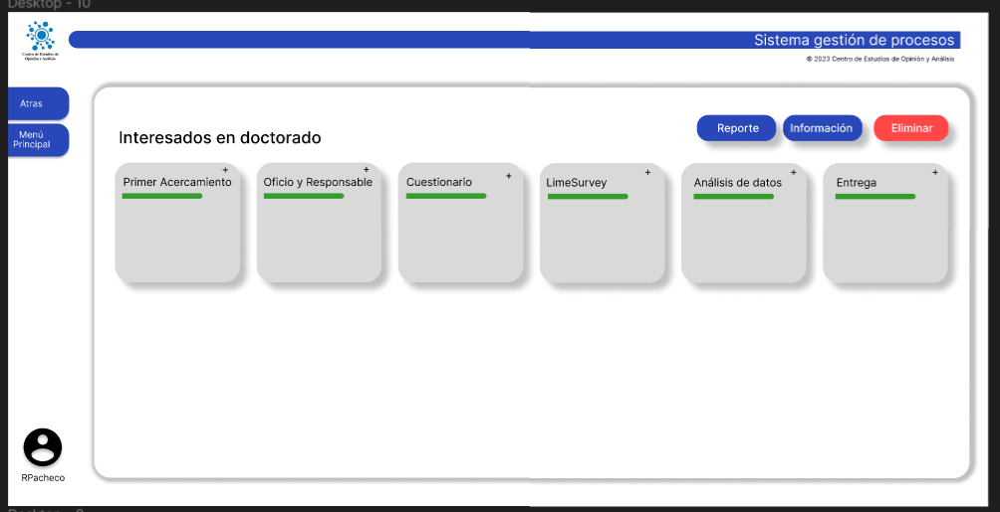 Desktop - 10
Centro de Estudios de
Opinión y Análisis
Sistema gestión de procesos
© 2023 Centro de Estudios de Opinión y Análisis
Atras
Menú
Principal
Interesados en doctorado
Reporte
Información
Eliminar
Primer Acercamiento
+
Oficio y Responsable
+
Cuestionario
+
LimeSurvey
+
Análisis de datos
+
Entrega
+
RPacheco